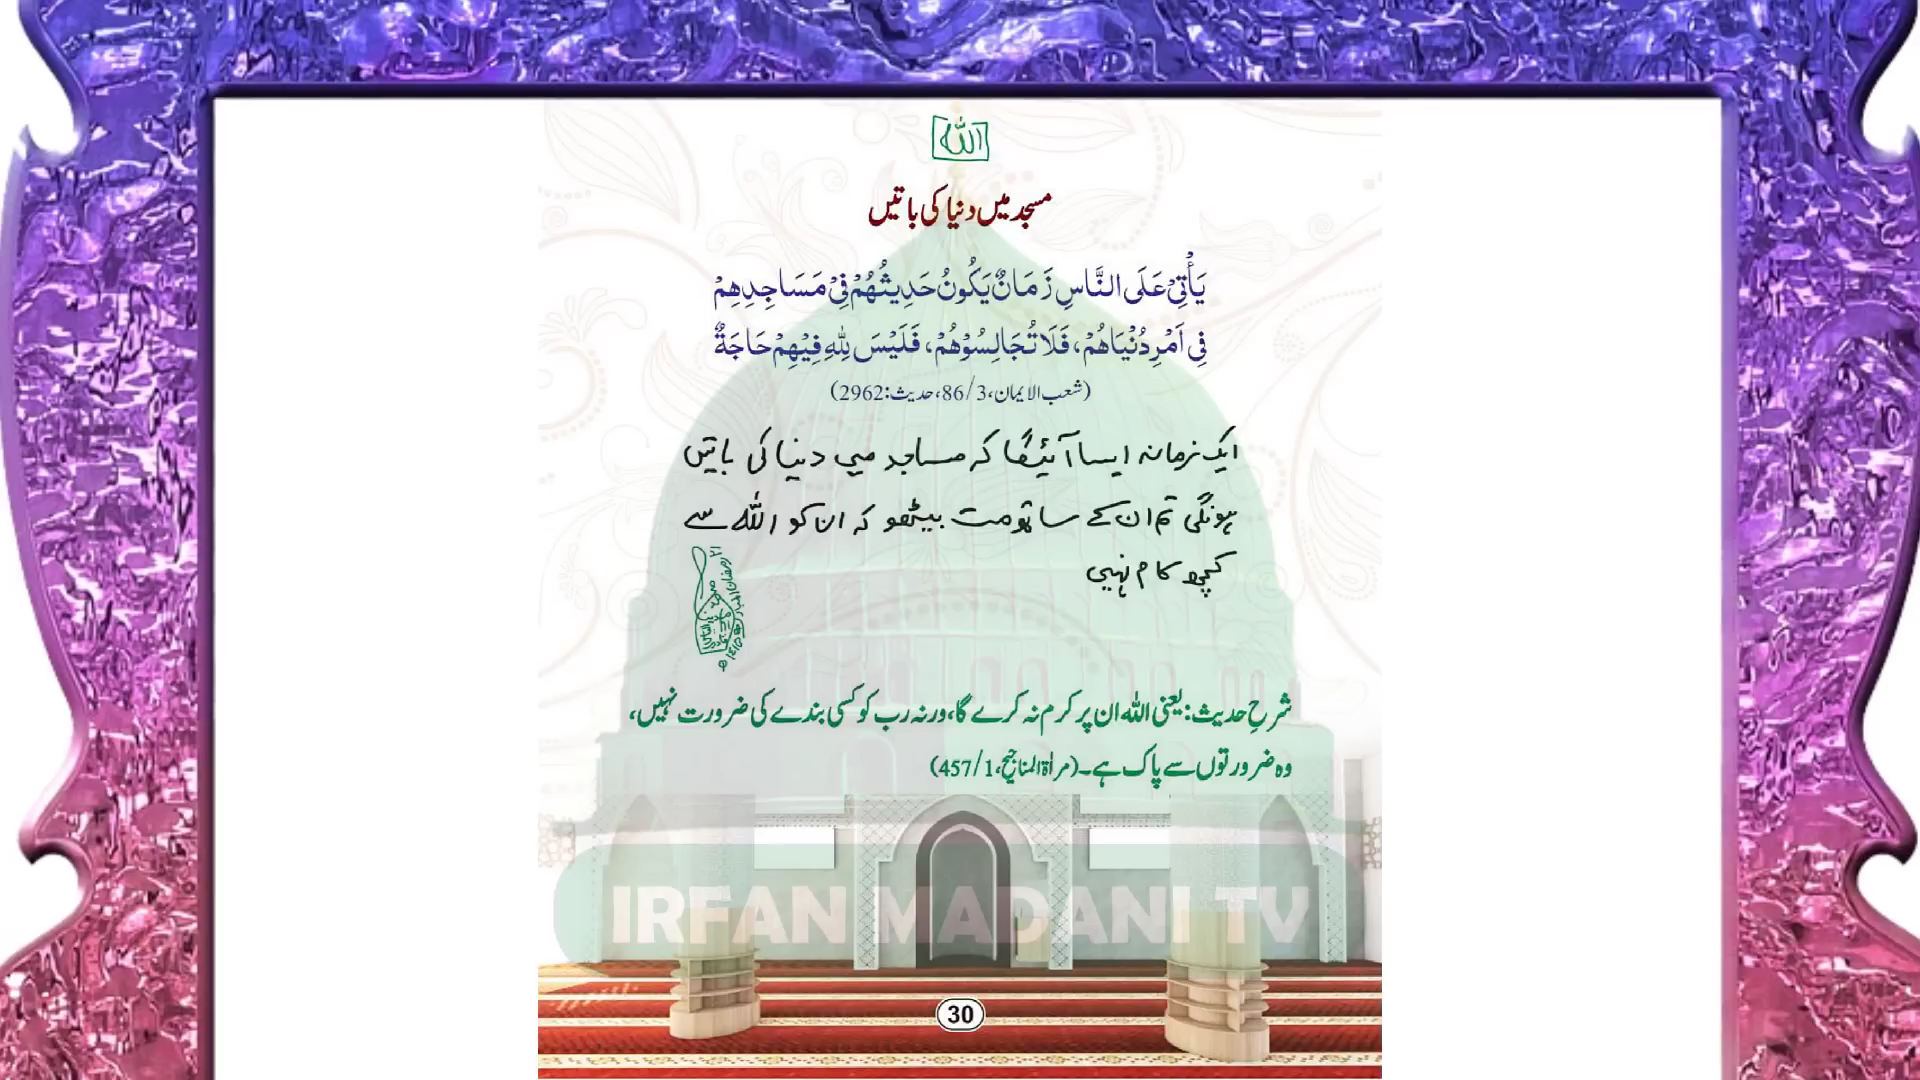 الله
مسجد میں دنیا کی باتیں
يَأْتِيْ عَلَى النَّاسِ زَمَانٌ يَكُونُ حَدِيثُهُمْ فِيْ مَسَاجِدِهِمْ
فِي اَمْرِ دُنْيَاهُمْ، فَلَا تُجَالِسُوْهُمْ، فَلَيْسَ لِلّٰهِ فِيْهِمْ حَاجَةٌ
(شعب الایمان، 3/86، حدیث: 2962)
ایک زمانہ ایسا آئیگا کہ مساجد میں دنیا کی باتیں
ہونگی تم ان کے ساتھ مت بیٹھو کہ ان کو اللہ سے
کچھ کام نہیں
شرحِ حدیث: یعنی اللہ ان پر کرم نہ کرے گا، ورنہ رب کو کسی بندے کی ضرورت نہیں،
وہ ضرورتوں سے پاک ہے۔ (مراٰۃ المناجیح، 1/457)
IRFAN MADANI TV
30